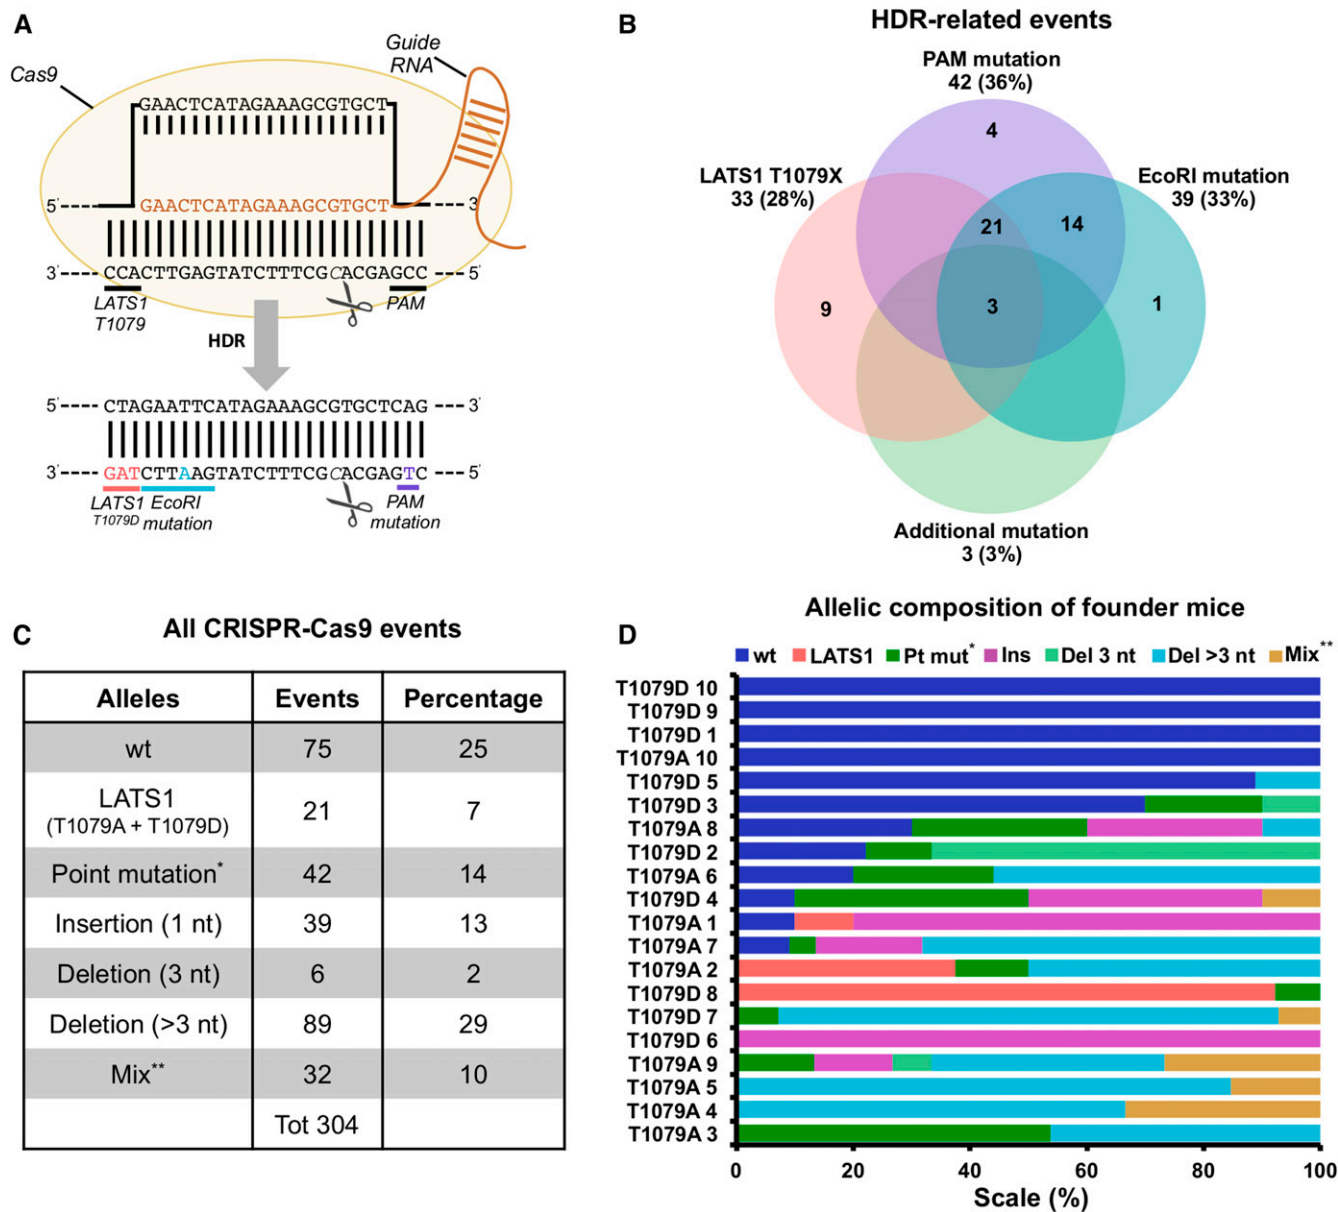 A
Cas9
Guide
RNA
GAACTCATAGAAAGCGTGCT
5'---- GAACTCATAGAAAGCGTGCT ----3'
3'---- CCACTTGAGTATCTTTCGCACGAGCC ----5'
LATS1
T1079
PAM
HDR
5'---- CTAGAATTCATAGAAAGCGTGCTCAG ---- 3'
3'---- GATCTTAAGTATCTTTCGCACGAGTC ---- 5'
LATS1 EcoRI PAM
T1079D mutation mutation
B
HDR-related events
PAM mutation
42 (36%)
LATS1 T1079X
33 (28%)
EcoRI mutation
39 (33%)
4
21
14
9
3
1
Additional mutation
3 (3%)
C
All CRISPR-Cas9 events
Alleles Events Percentage
wt 75 25
LATS1
(T1079A + T1079D) 21 7
Point mutation* 42 14
Insertion (1 nt) 39 13
Deletion (3 nt) 6 2
Deletion (>3 nt) 89 29
Mix** 32 10
Tot 304
D
Allelic composition of founder mice
wt LATS1 Pt mut* Ins Del 3 nt Del >3 nt Mix**
T1079D 10
T1079D 9
T1079D 1
T1079A 10
T1079D 5
T1079D 3
T1079A 8
T1079D 2
T1079A 6
T1079D 4
T1079A 1
T1079A 7
T1079A 2
T1079D 8
T1079D 7
T1079D 6
T1079A 9
T1079A 5
T1079A 4
T1079A 3
0 20 40 60 80 100
Scale (%)